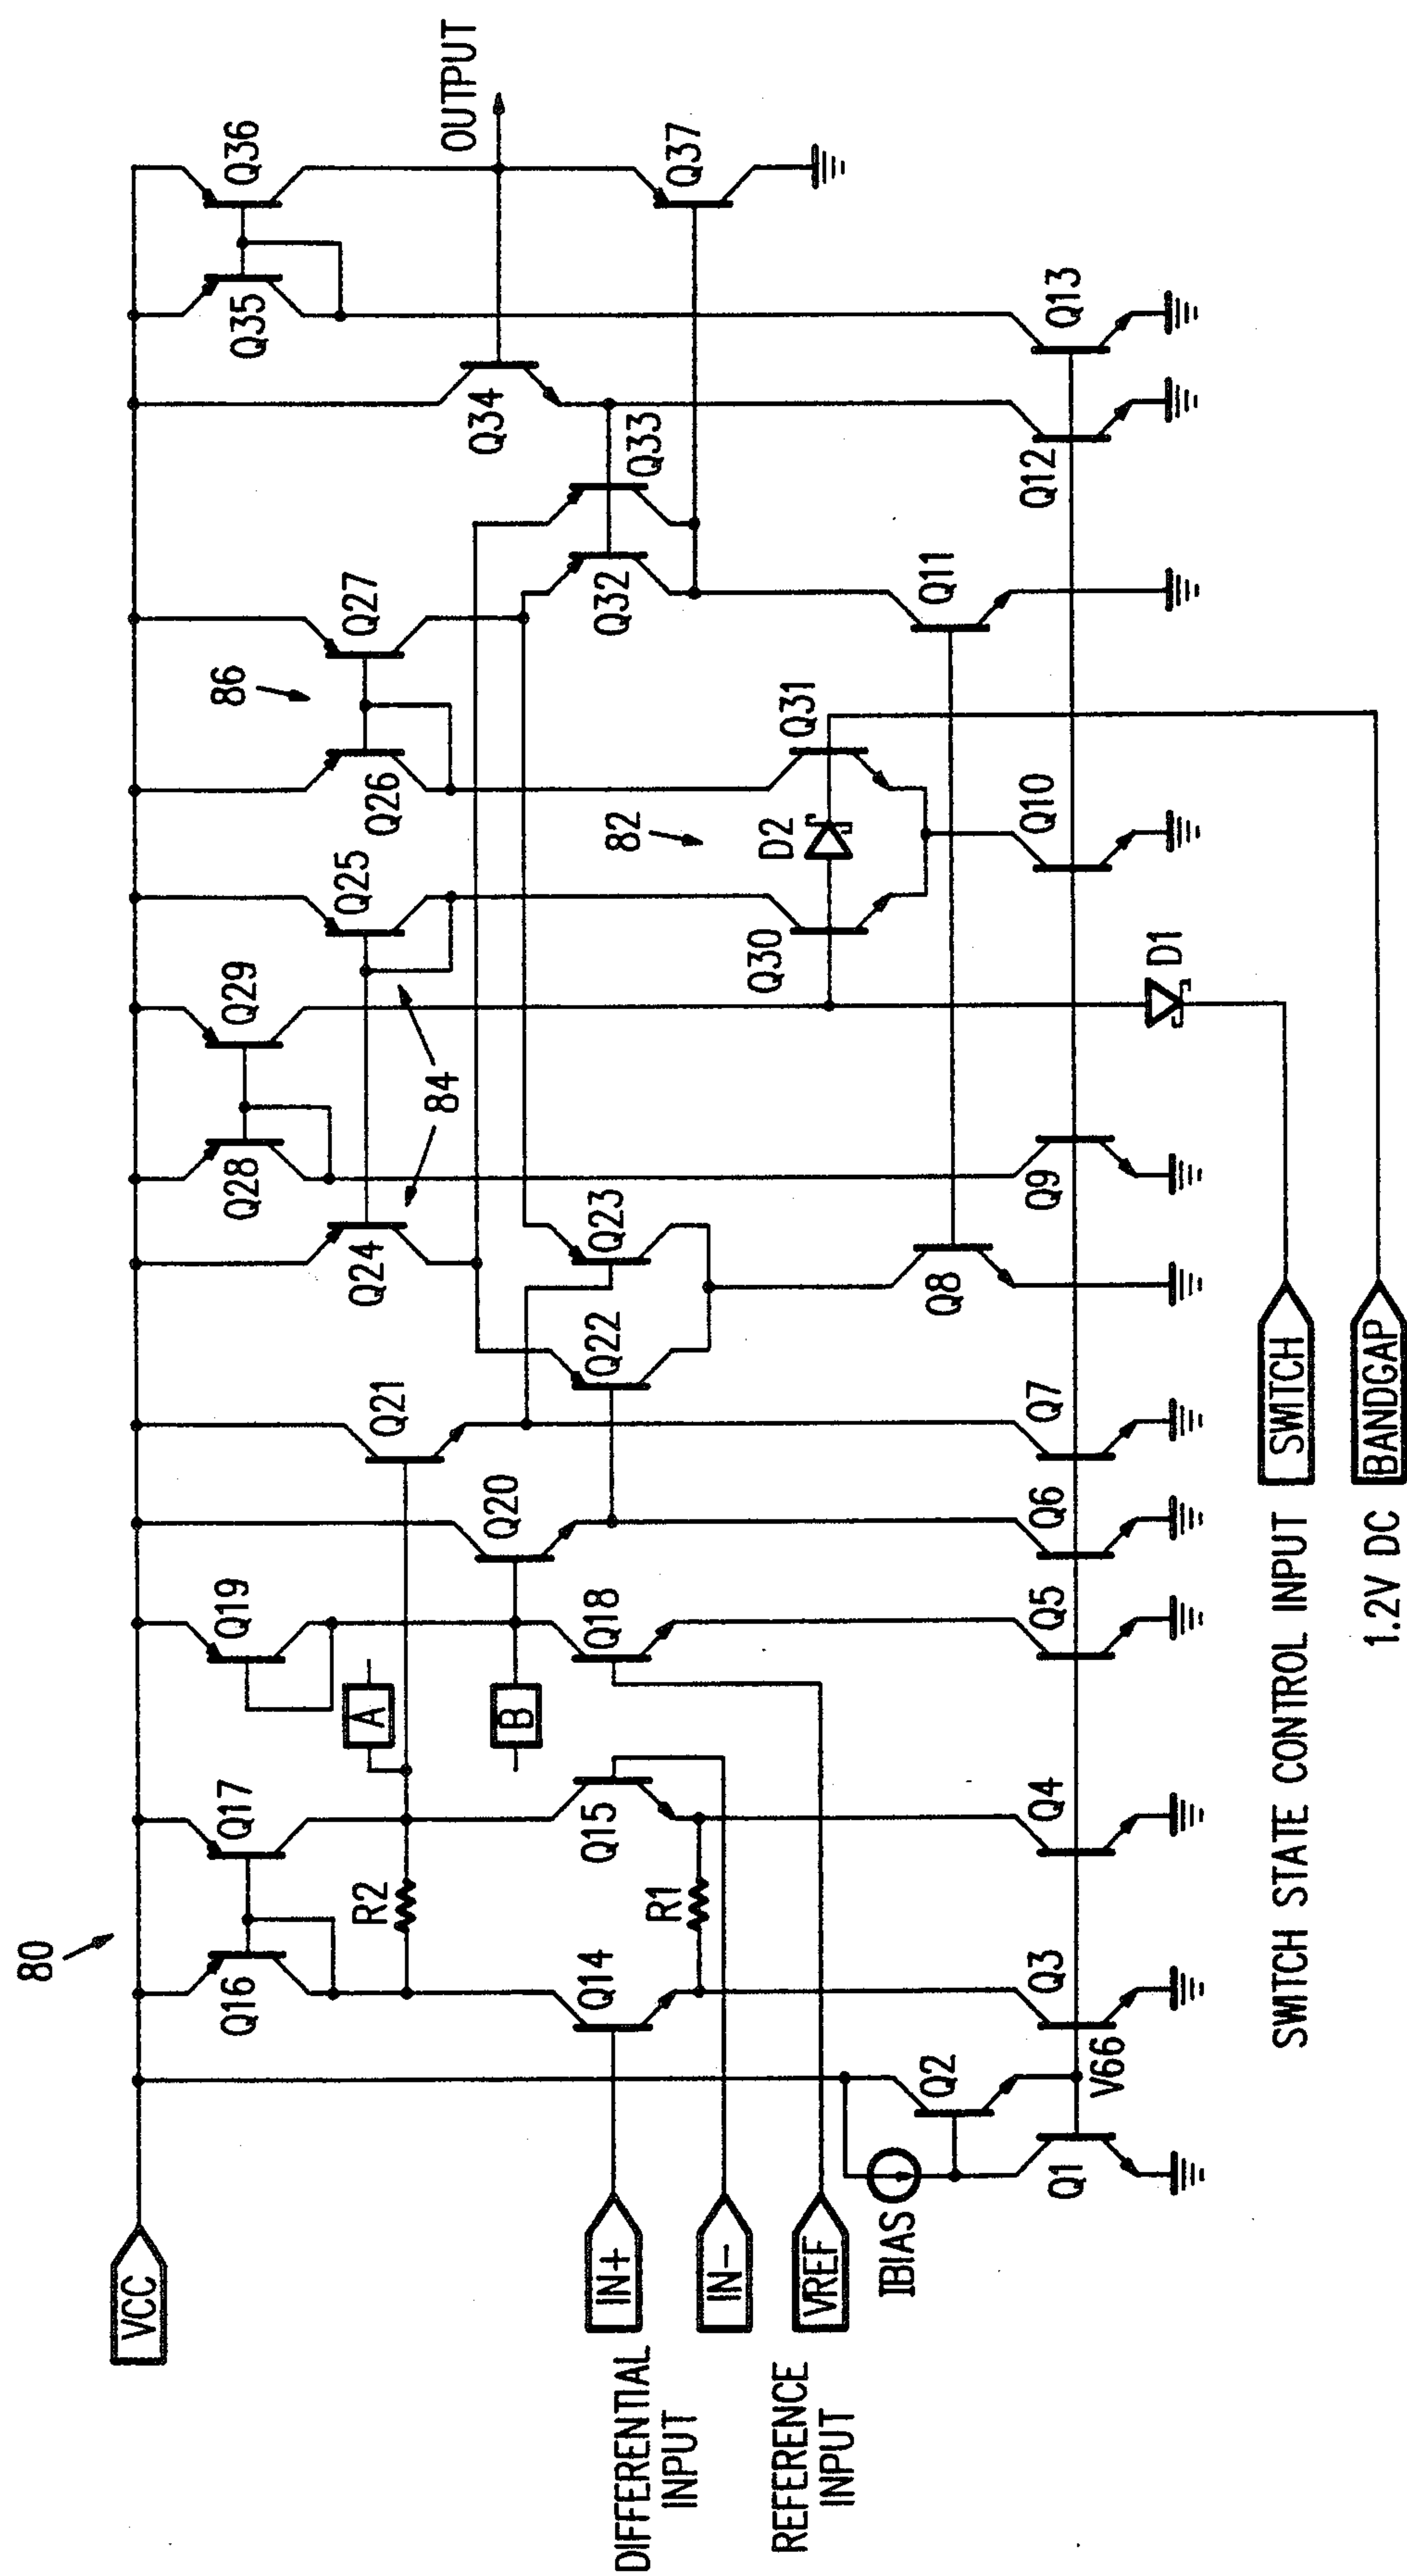 80
VCC
Q16
Q17
Q19
Q21
Q24
Q28
Q29
Q25
Q26
Q27
Q35
Q36
84
86
OUTPUT
R2
A
B
Q20
Q34
DIFFERENTIAL
INPUT
IN+
Q14
Q15
Q18
Q22
Q23
Q32
Q33
Q37
IN-
R1
82
D2
Q30
Q31
REFERENCE
INPUT
VREF
IBIAS
Q2
Q8
Q11
Q1
V66
Q3
Q4
Q5
Q6
Q7
Q9
Q10
Q12
Q13
D1
SWITCH STATE CONTROL INPUT
SWITCH
1.2V DC
BANDGAP